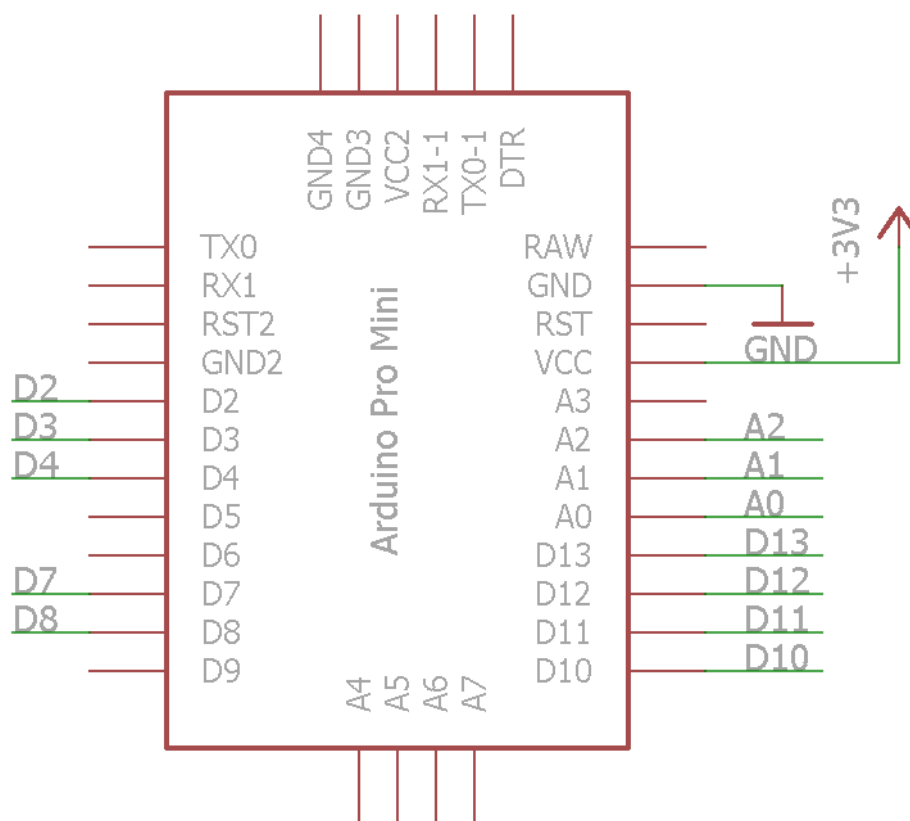 GND4
GND3
VCC2
RX1-1
TX0-1
DTR
+3V3
TX0
RAW
RX1
GND
RST2
RST
GND
GND2
VCC
D2
D2
A3
D3
D3
A2
A2
D4
D4
A1
A1
D5
A0
A0
D6
D13
D13
D7
D7
D12
D12
D8
D8
D11
D11
D9
D10
D10
Arduino Pro Mini
A4
A5
A6
A7